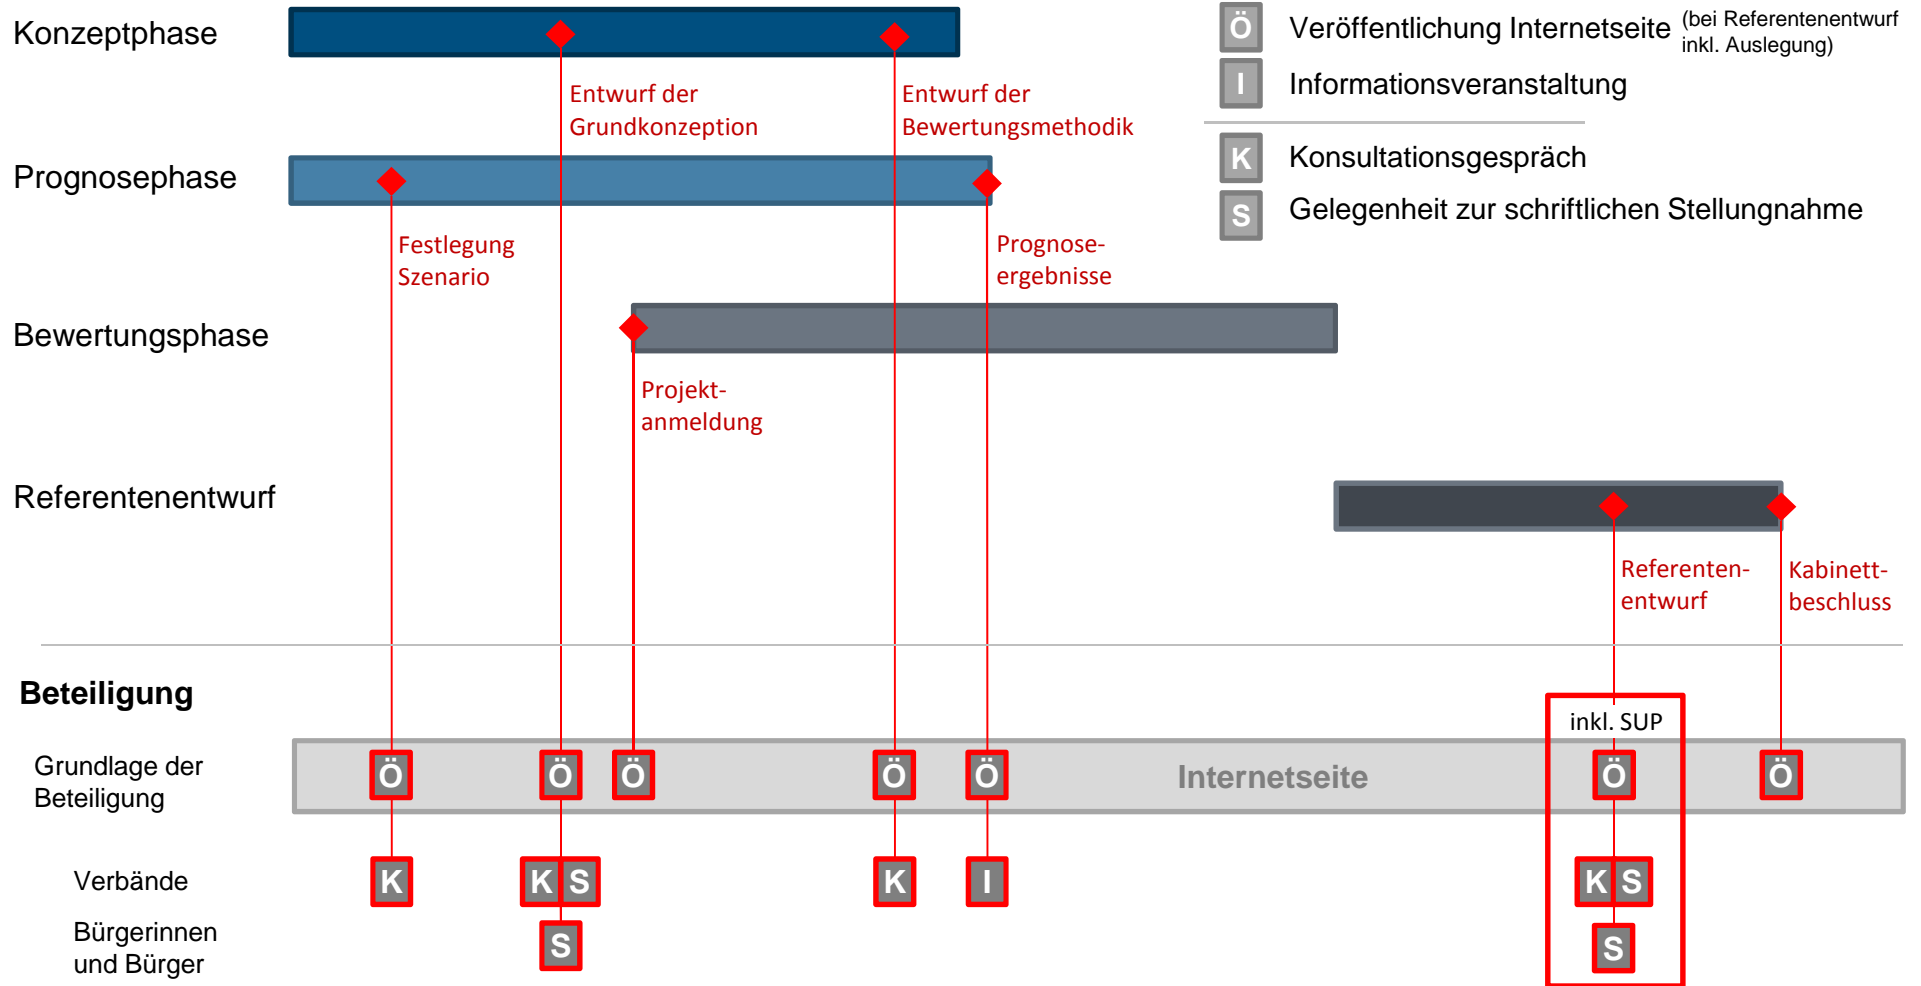 Konzeptphase
Ö Veröffentlichung Internetseite (bei Referentenentwurf
inkl. Auslegung)
I Informationsveranstaltung
Entwurf der
Grundkonzeption
Entwurf der
Bewertungsmethodik
K Konsultationsgespräch
S Gelegenheit zur schriftlichen Stellungnahme
Prognosephase
Festlegung
Szenario
Prognose-
ergebnisse
Bewertungsphase
Projekt-
anmeldung
Referentenentwurf
Referenten-
entwurf
Kabinett-
beschluss
Beteiligung
inkl. SUP
Grundlage der
Beteiligung
Ö Ö Ö Ö Ö Internetseite Ö Ö
Verbände K K S K I K S
Bürgerinnen
und Bürger
S S